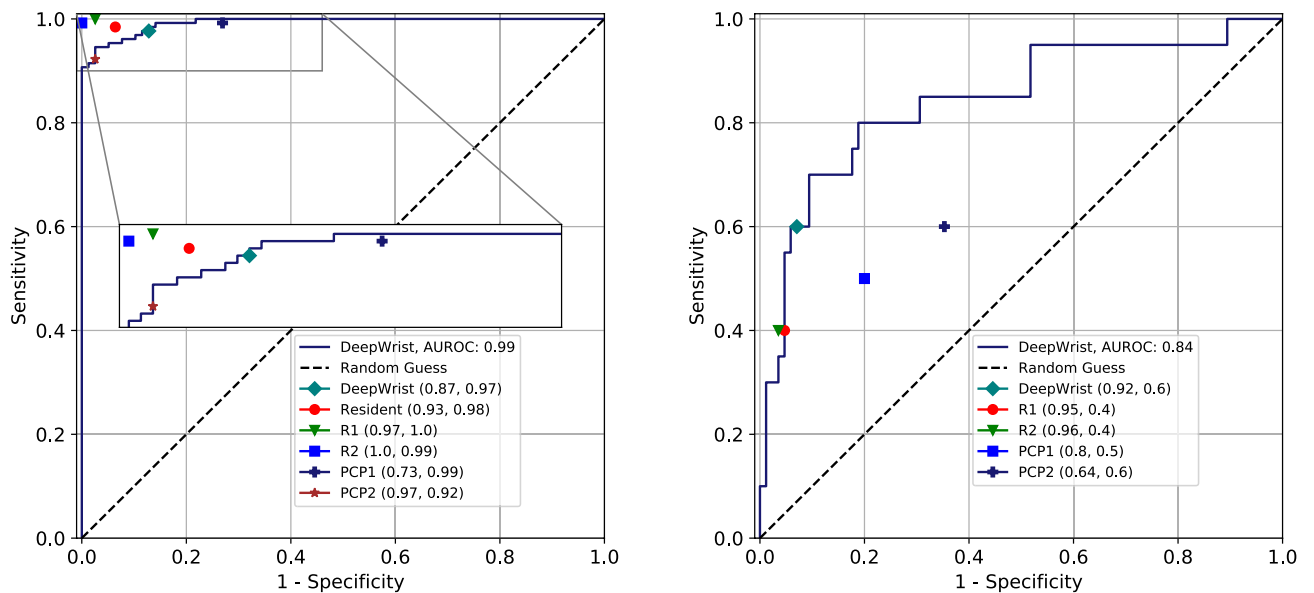 1.0
0.8
0.6
0.4
0.2
0.0
Sensitivity
0.0 0.2 0.4 0.6 0.8 1.0
1 - Specificity
DeepWrist, AUROC: 0.99
Random Guess
DeepWrist (0.87, 0.97)
Resident (0.93, 0.98)
R1 (0.97, 1.0)
R2 (1.0, 0.99)
PCP1 (0.73, 0.99)
PCP2 (0.97, 0.92)
1.0
0.8
0.6
0.4
0.2
0.0
Sensitivity
0.0 0.2 0.4 0.6 0.8 1.0
1 - Specificity
DeepWrist, AUROC: 0.84
Random Guess
DeepWrist (0.92, 0.6)
R1 (0.95, 0.4)
R2 (0.96, 0.4)
PCP1 (0.8, 0.5)
PCP2 (0.64, 0.6)